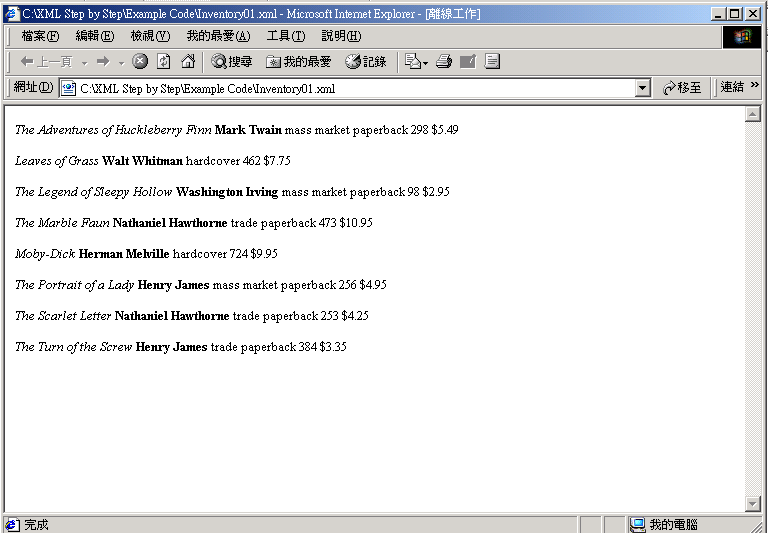 C:\XML Step by Step\Example Code\Inventory01.xml - Microsoft Internet Explorer - [離線工作]
檔案(F) 編輯(E) 檢視(V) 我的最愛(A) 工具(T) 說明(H)
上一頁 搜尋 我的最愛 記錄
網址(D) C:\XML Step by Step\Example Code\Inventory01.xml 移至 連結 »
The Adventures of Huckleberry Finn Mark Twain mass market paperback 298 $5.49
Leaves of Grass Walt Whitman hardcover 462 $7.75
The Legend of Sleepy Hollow Washington Irving mass market paperback 98 $2.95
The Marble Faun Nathaniel Hawthorne trade paperback 473 $10.95
Moby-Dick Herman Melville hardcover 724 $9.95
The Portrait of a Lady Henry James mass market paperback 256 $4.95
The Scarlet Letter Nathaniel Hawthorne trade paperback 253 $4.25
The Turn of the Screw Henry James trade paperback 384 $3.35
完成 我的電腦